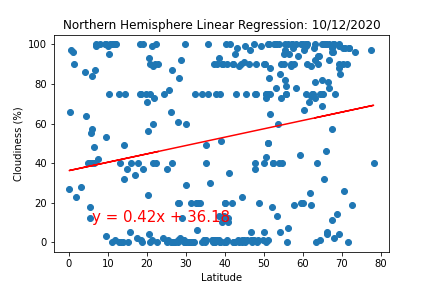 Northern Hemisphere Linear Regression: 10/12/2020
100
80
60
40
20
0
Cloudiness (%)
y = 0.42x + 36.18
0 10 20 30 40 50 60 70 80
Latitude